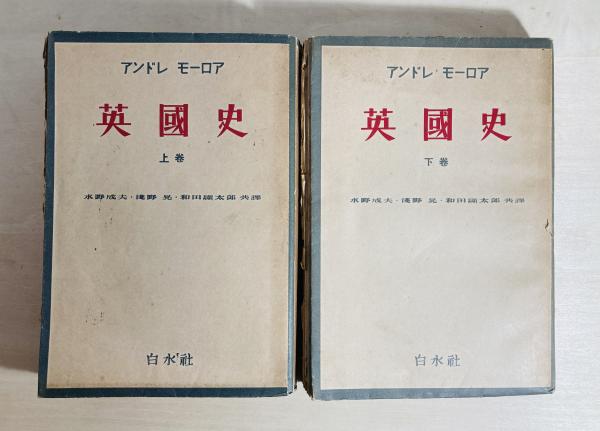 アンドレ モーロア
英國史
上卷
水野成夫・淺野 晃・和田顯太郎 共譯
白水社
アンドレ・モーロア
英國史
下卷
水野成夫・淺野 晃・和田顯太郎 共譯
白水社